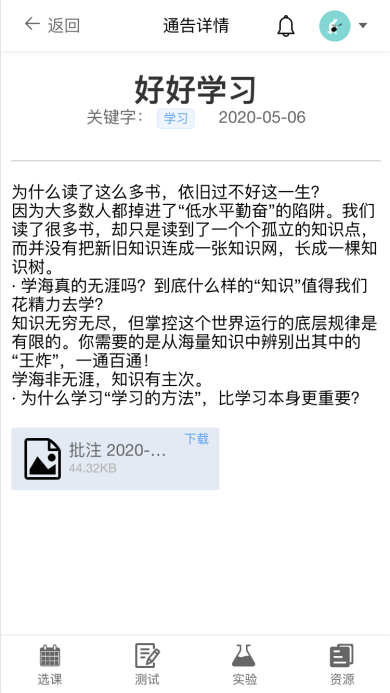 返回
通告详情
好好学习
关键字： 学习 2020-05-06
为什么读了这么多书，依旧过不好这一生？
因为大多数人都掉进了“低水平勤奋”的陷阱。我们
读了很多书，却只是读到了一个个孤立的知识点，
而并没有把新旧知识连成一张知识网，长成一棵知
识树。
· 学海真的无涯吗？到底什么样的“知识”值得我们
花精力去学？
知识无穷无尽，但掌控这个世界运行的底层规律是
有限的。你需要的是从海量知识中辨别出其中的
“王炸”，一通百通！
学海非无涯，知识有主次。
· 为什么学习“学习的方法”，比学习本身更重要？
批注 2020-...
下载
44.32KB
选课
测试
实验
资源